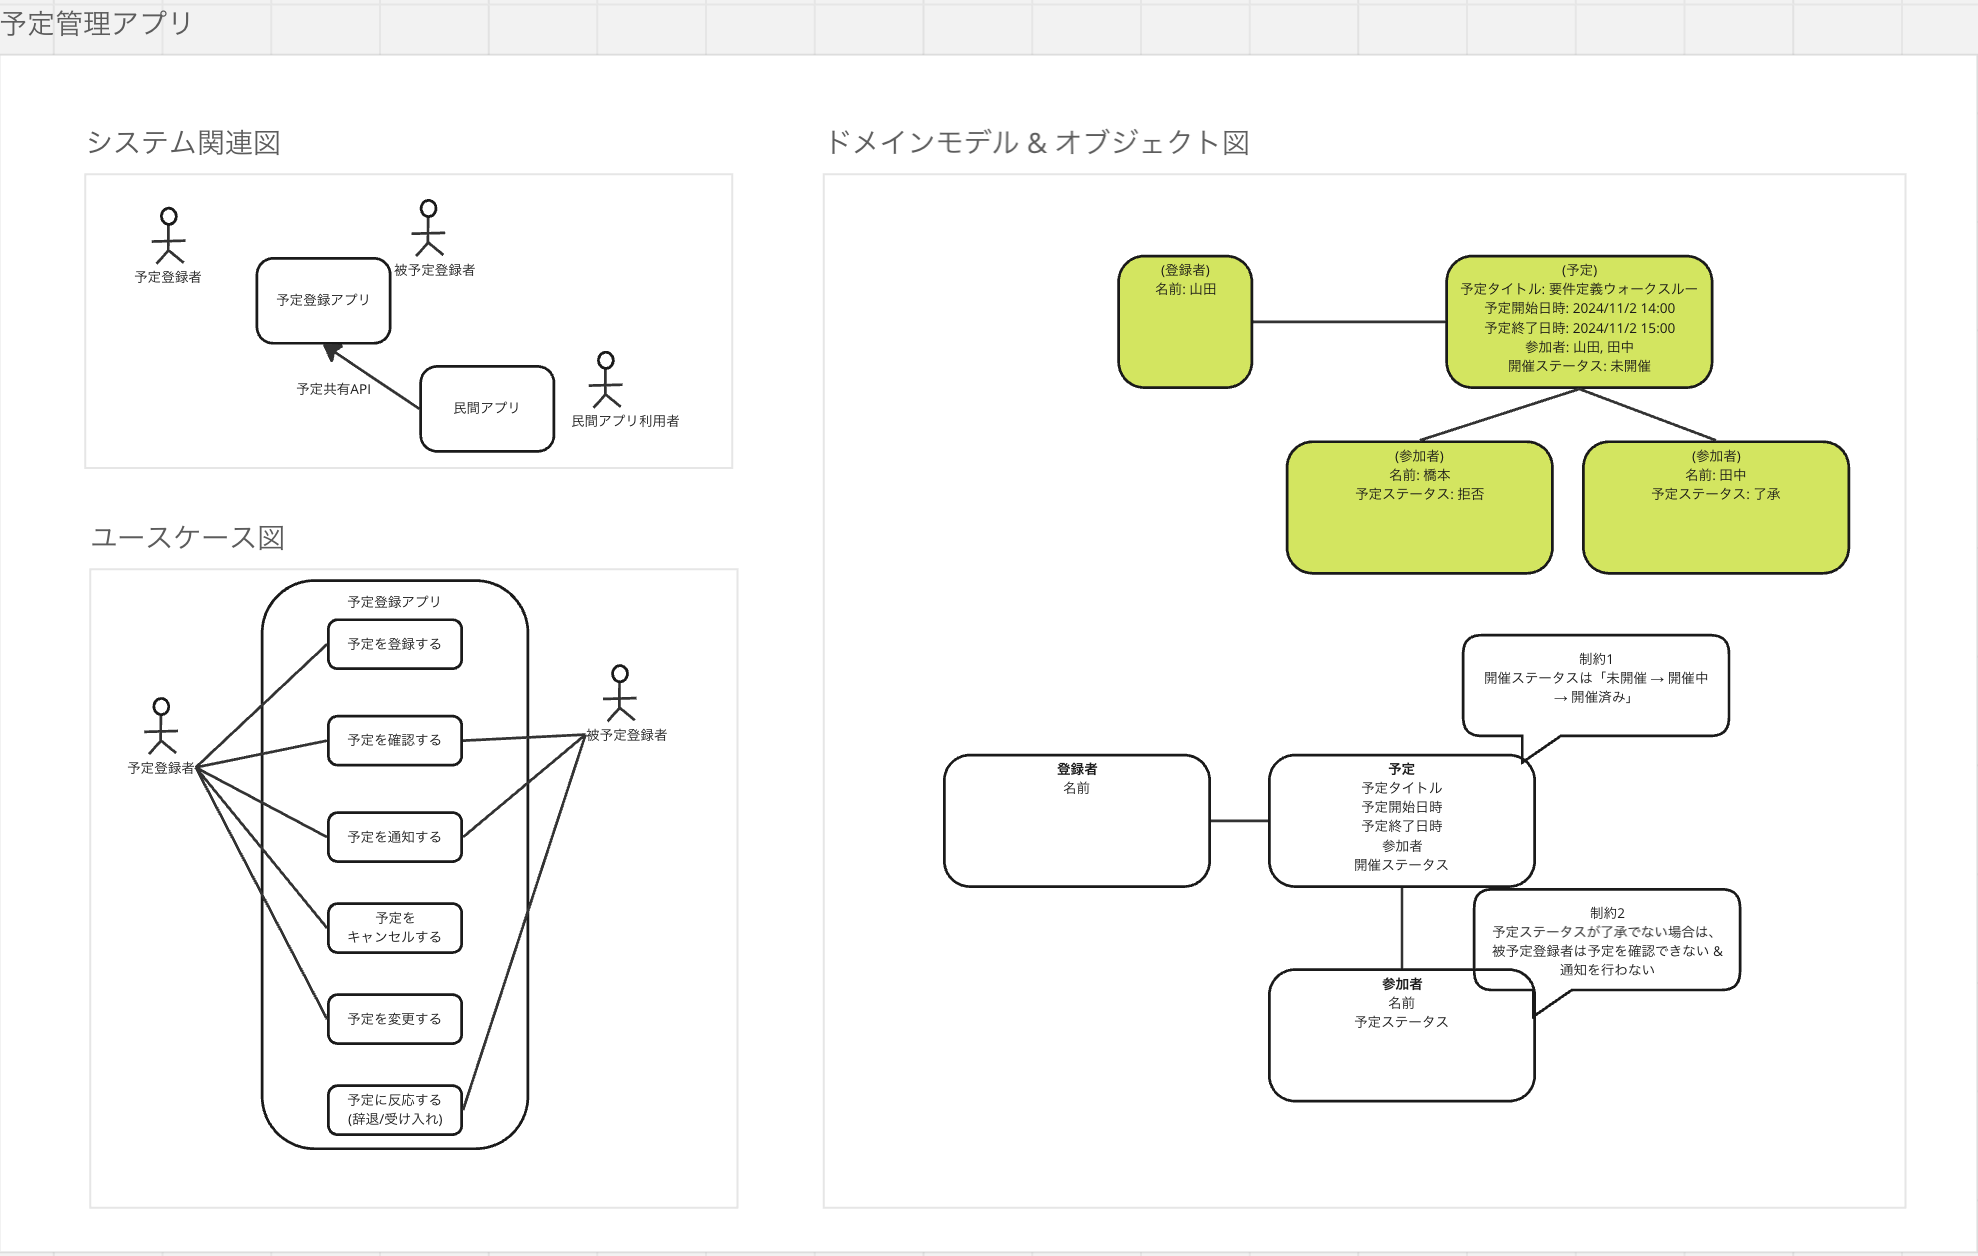 予定管理アプリ
システム関連図
予定登録者
被予定登録者
予定登録アプリ
予定共有API
民間アプリ
民間アプリ利用者
ユースケース図
予定登録アプリ
予定を登録する
予定を確認する
予定を通知する
予定を
キャンセルする
予定を変更する
予定に反応する
(辞退/受け入れ)
予定登録者
被予定登録者
ドメインモデル & オブジェクト図
(登録者)
名前: 山田
(予定)
予定タイトル: 要件定義ウォークスルー
予定開始日時: 2024/11/2 14:00
予定終了日時: 2024/11/2 15:00
参加者: 山田, 田中
開催ステータス: 未開催
(参加者)
名前: 橋本
予定ステータス: 拒否
(参加者)
名前: 田中
予定ステータス: 了承
制約1
開催ステータスは「未開催 → 開催中
→ 開催済み」
登録者
名前
予定
予定タイトル
予定開始日時
予定終了日時
参加者
開催ステータス
制約2
予定ステータスが了承でない場合は、
被予定登録者は予定を確認できない &
通知を行わない
参加者
名前
予定ステータス